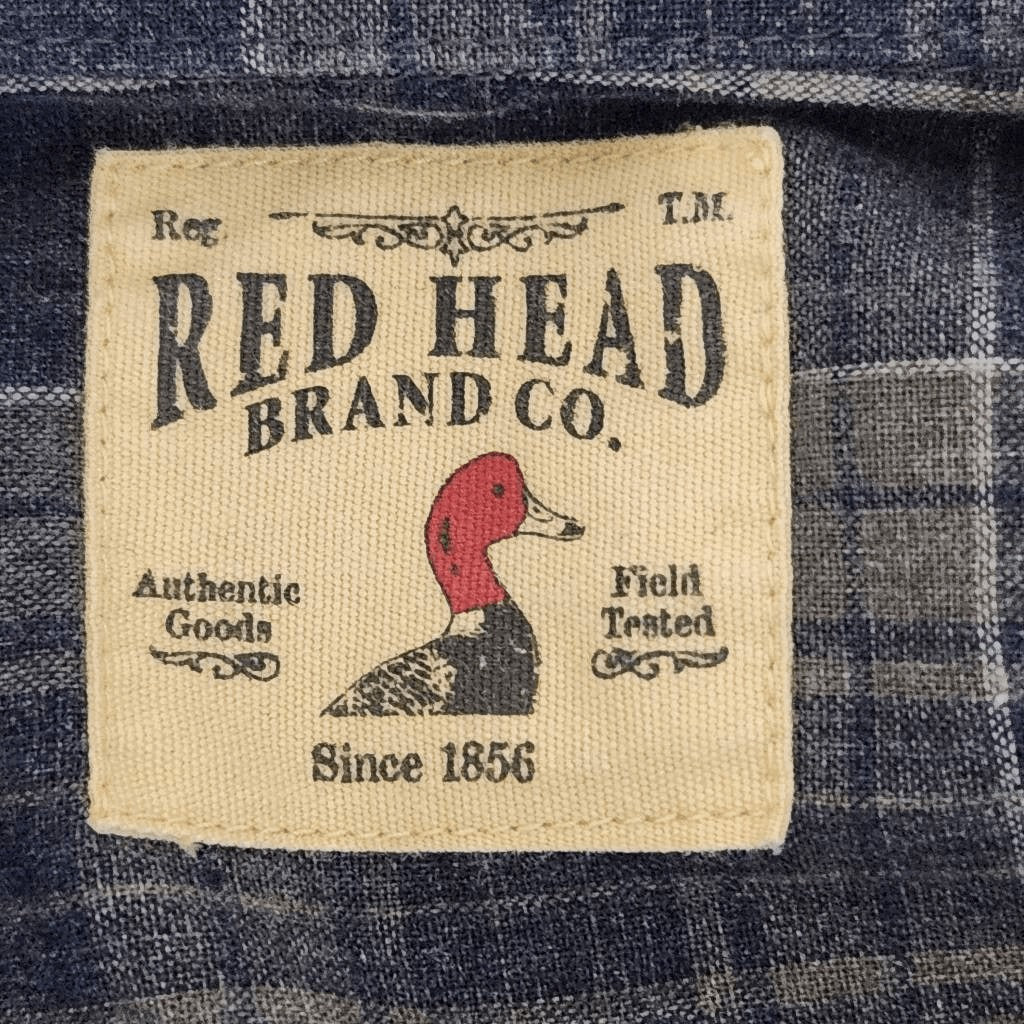 Reg T.M.
RED HEAD
BRAND CO.
Authentic
Goods
Field
Tested
Since 1856